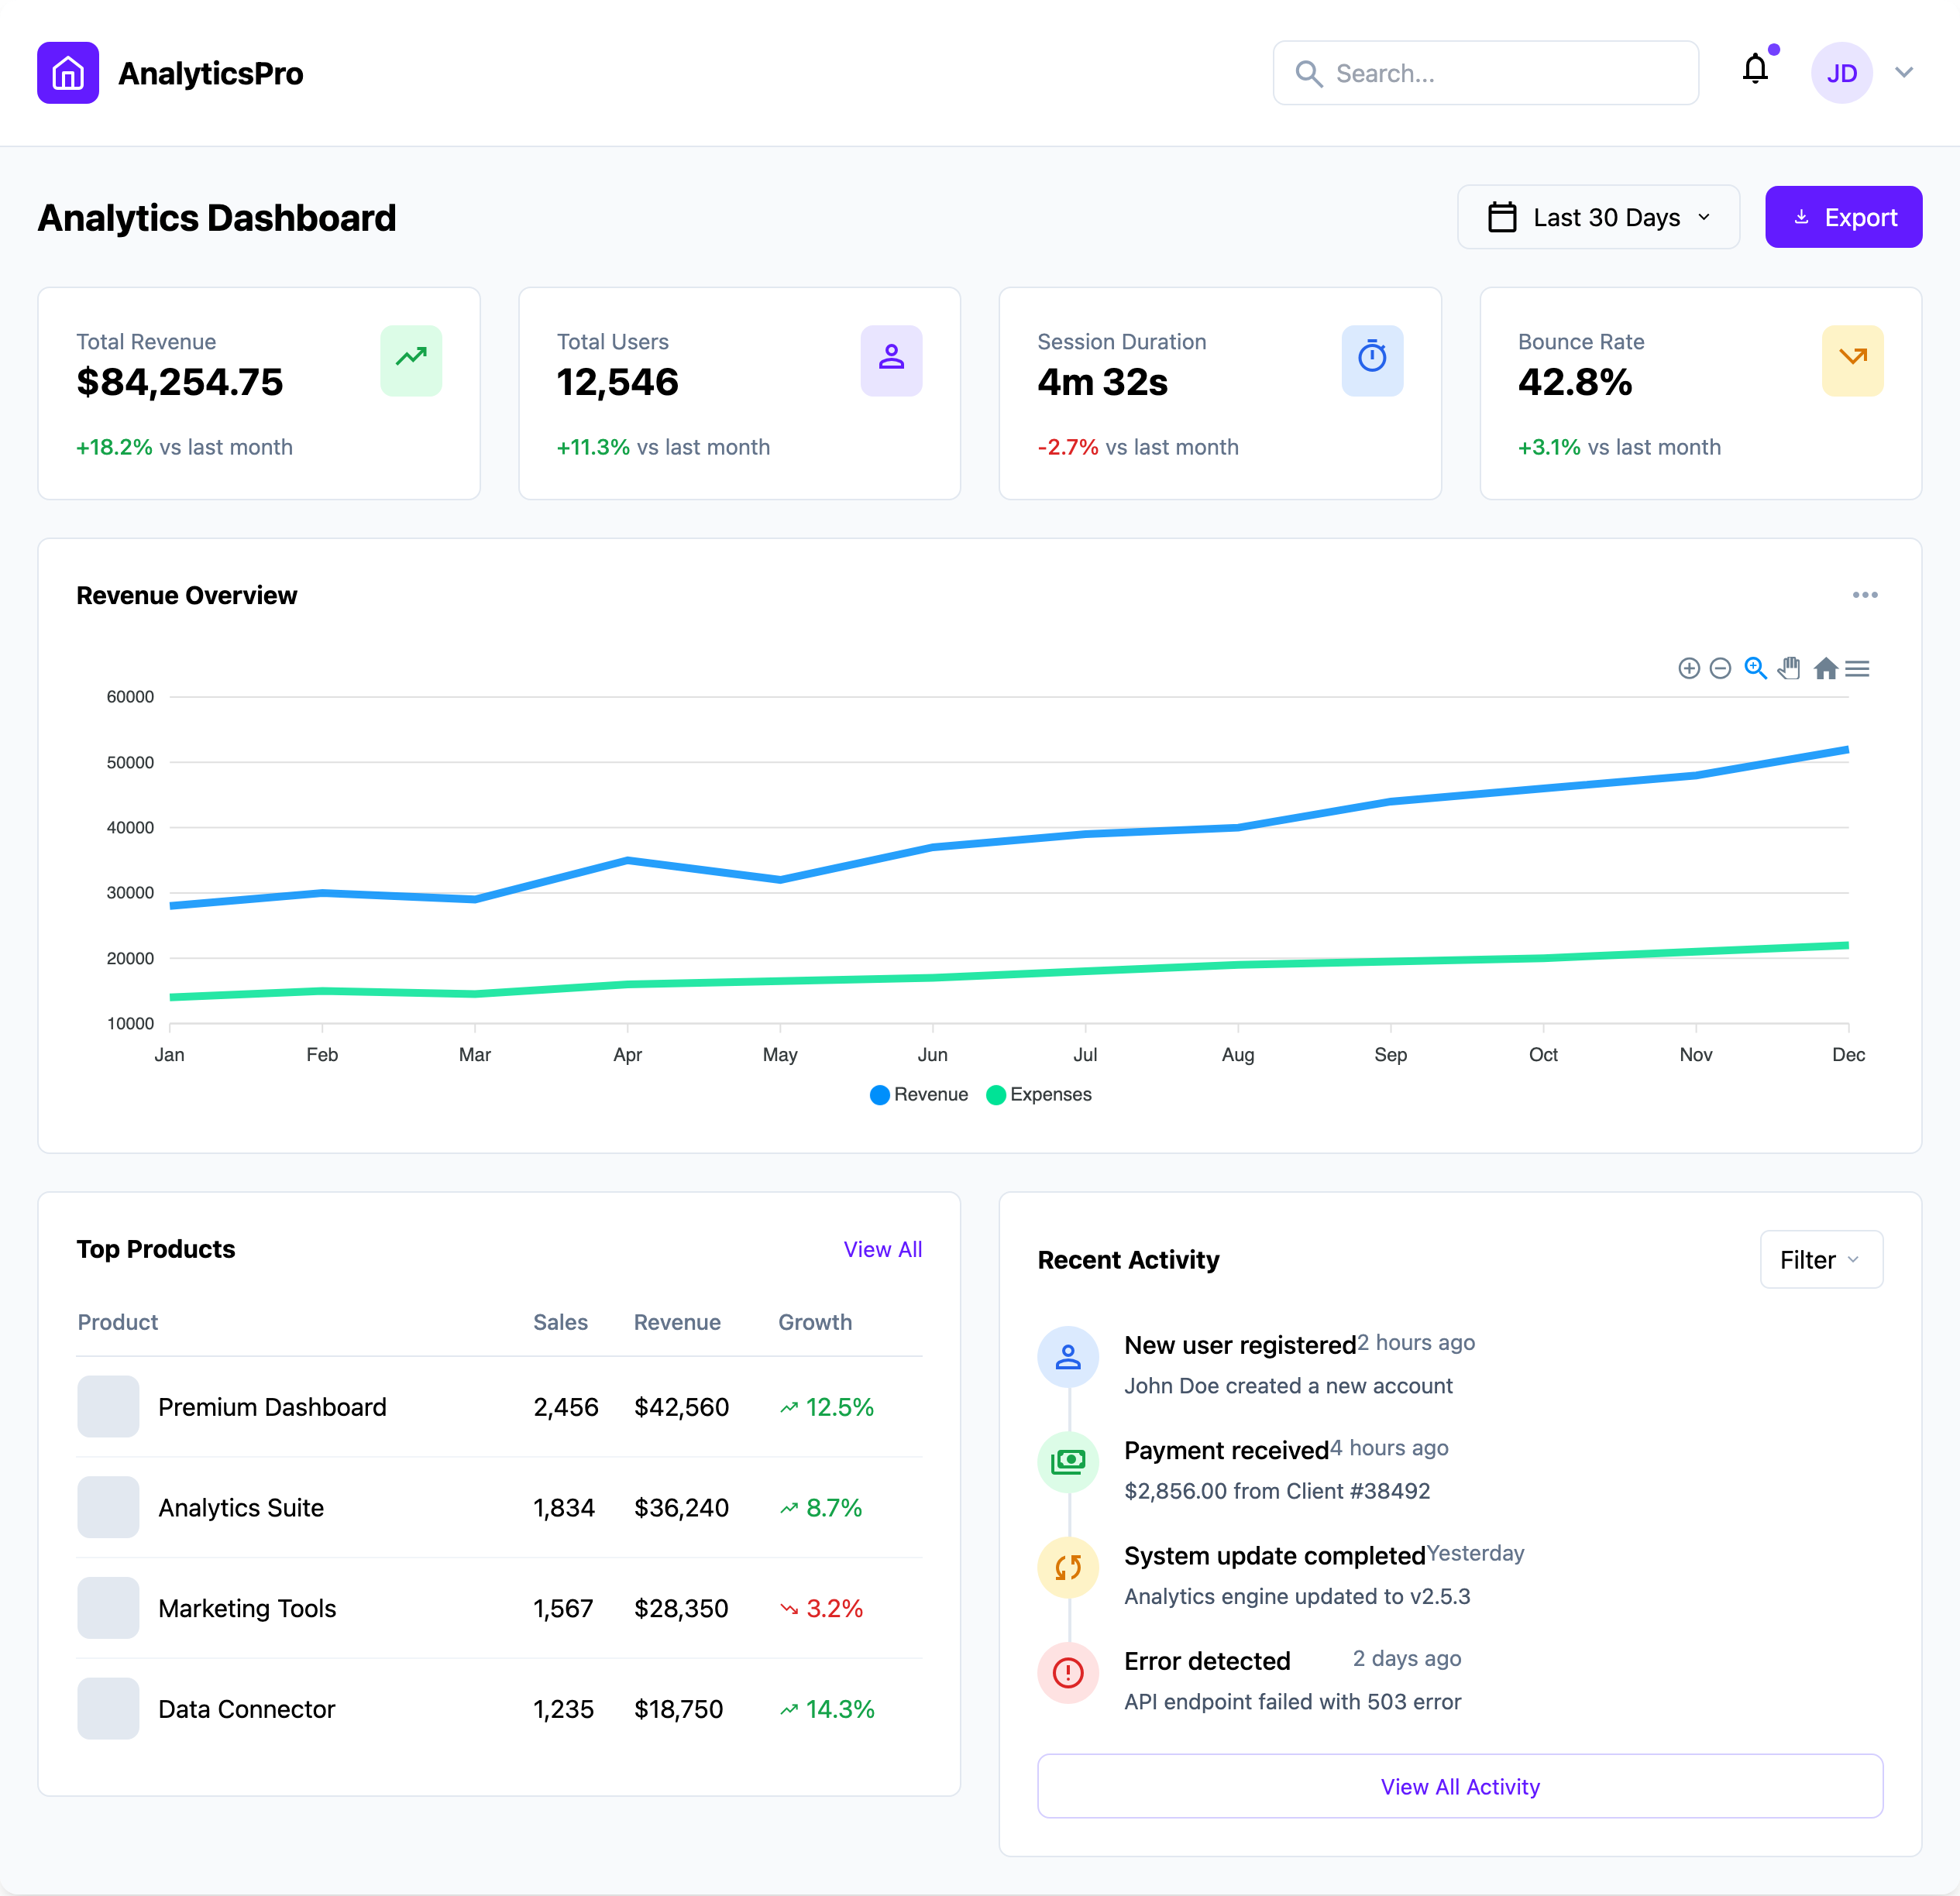 AnalyticsPro
Search...
JD
Analytics Dashboard
Last 30 Days
Export
Total Revenue
$84,254.75
+18.2% vs last month
Total Users
12,546
+11.3% vs last month
Session Duration
4m 32s
-2.7% vs last month
Bounce Rate
42.8%
+3.1% vs last month
Revenue Overview
60000
50000
40000
30000
20000
10000
Jan Feb Mar Apr May Jun Jul Aug Sep Oct Nov Dec
Revenue Expenses
Top Products
View All
Product Sales Revenue Growth
Premium Dashboard 2,456 $42,560 12.5%
Analytics Suite 1,834 $36,240 8.7%
Marketing Tools 1,567 $28,350 3.2%
Data Connector 1,235 $18,750 14.3%
Recent Activity
Filter
New user registered 2 hours ago
John Doe created a new account
Payment received 4 hours ago
$2,856.00 from Client #38492
System update completed Yesterday
Analytics engine updated to v2.5.3
Error detected 2 days ago
API endpoint failed with 503 error
View All Activity